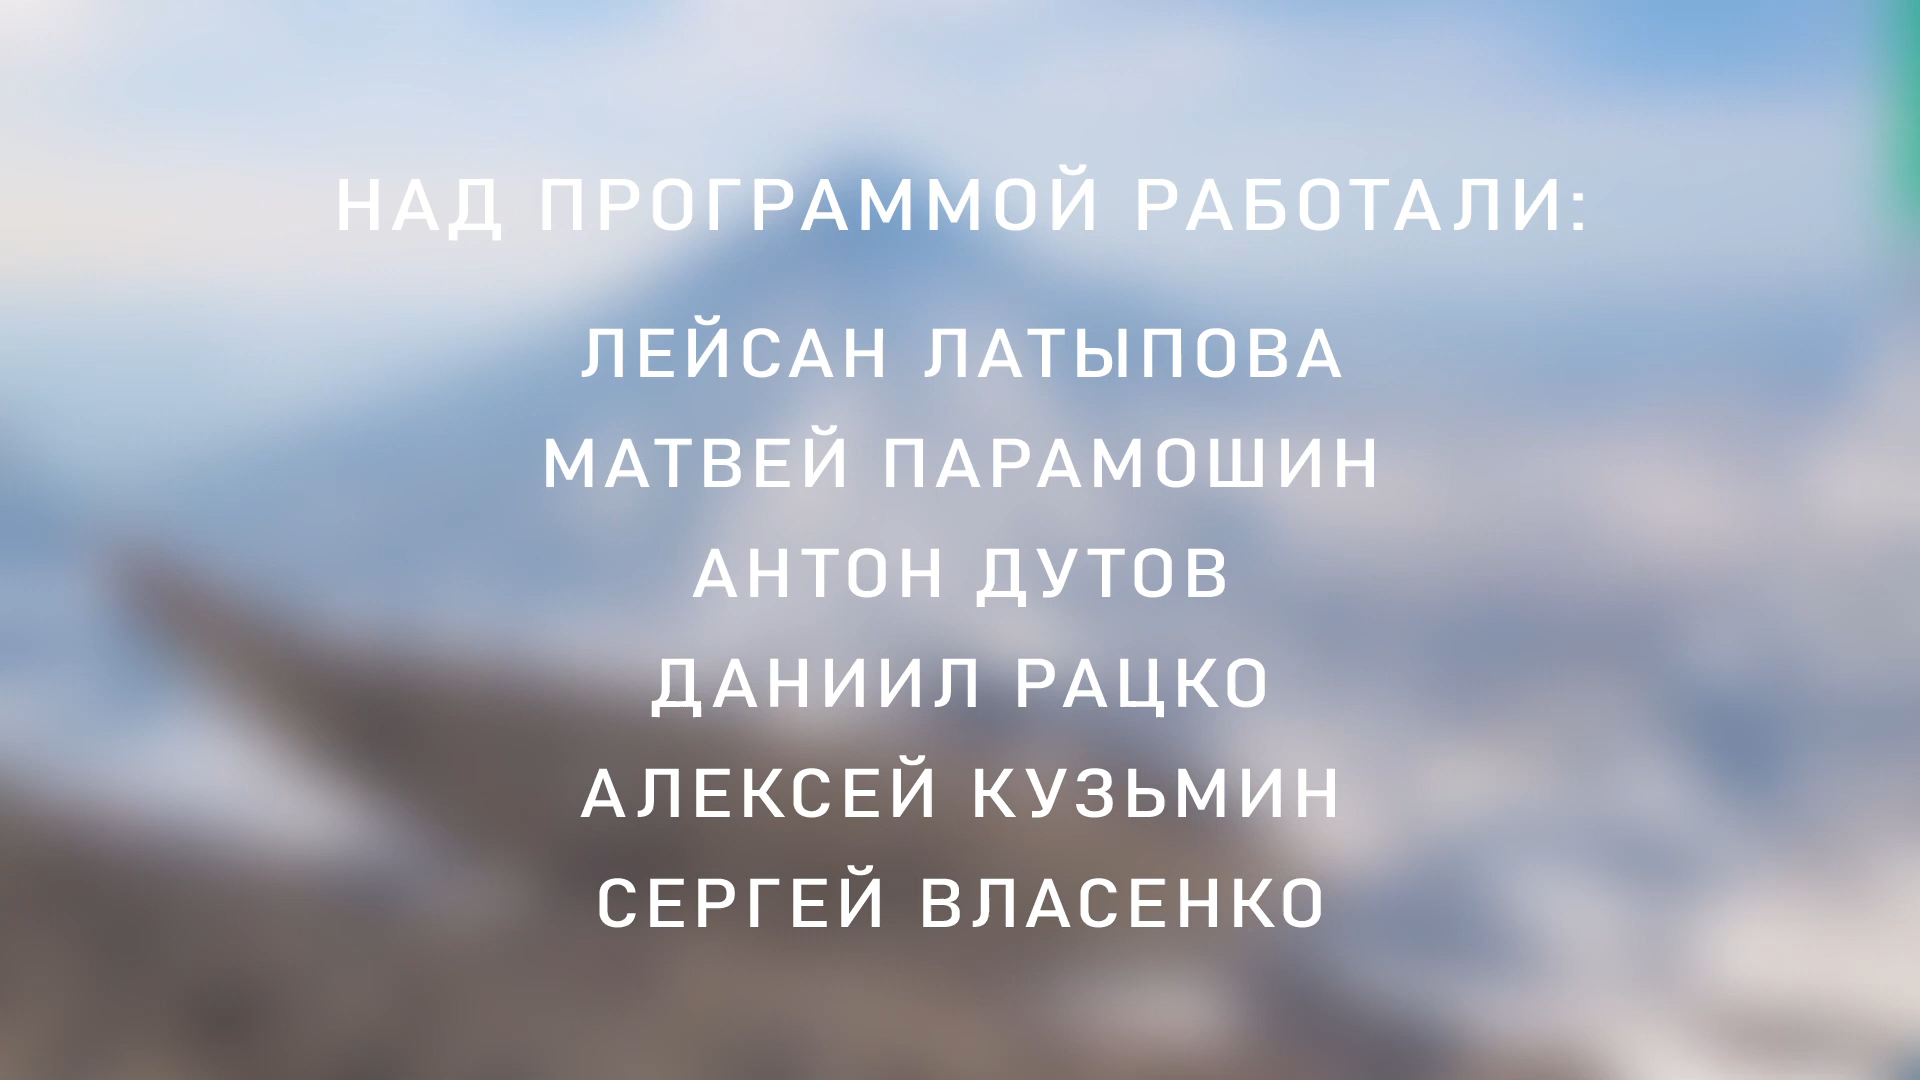 НАД ПРОГРАММОЙ РАБОТАЛИ:
ЛЕЙСАН ЛАТЫПОВА
МАТВЕЙ ПАРАМОШИН
АНТОН ДУТОВ
ДАНИИЛ РАЦКО
АЛЕКСЕЙ КУЗЬМИН
СЕРГЕЙ ВЛАСЕНКО